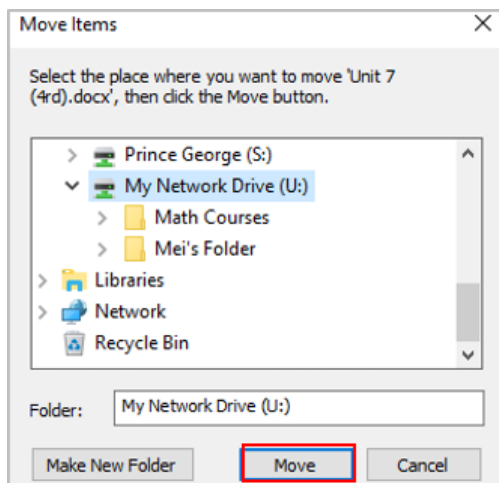 Move Items
Select the place where you want to move 'Unit 7
(4rd).docx', then click the Move button.
Prince George (S:)
My Network Drive (U:)
Math Courses
Mei's Folder
Libraries
Network
Recycle Bin
Folder: My Network Drive (U:)
Make New Folder Move Cancel